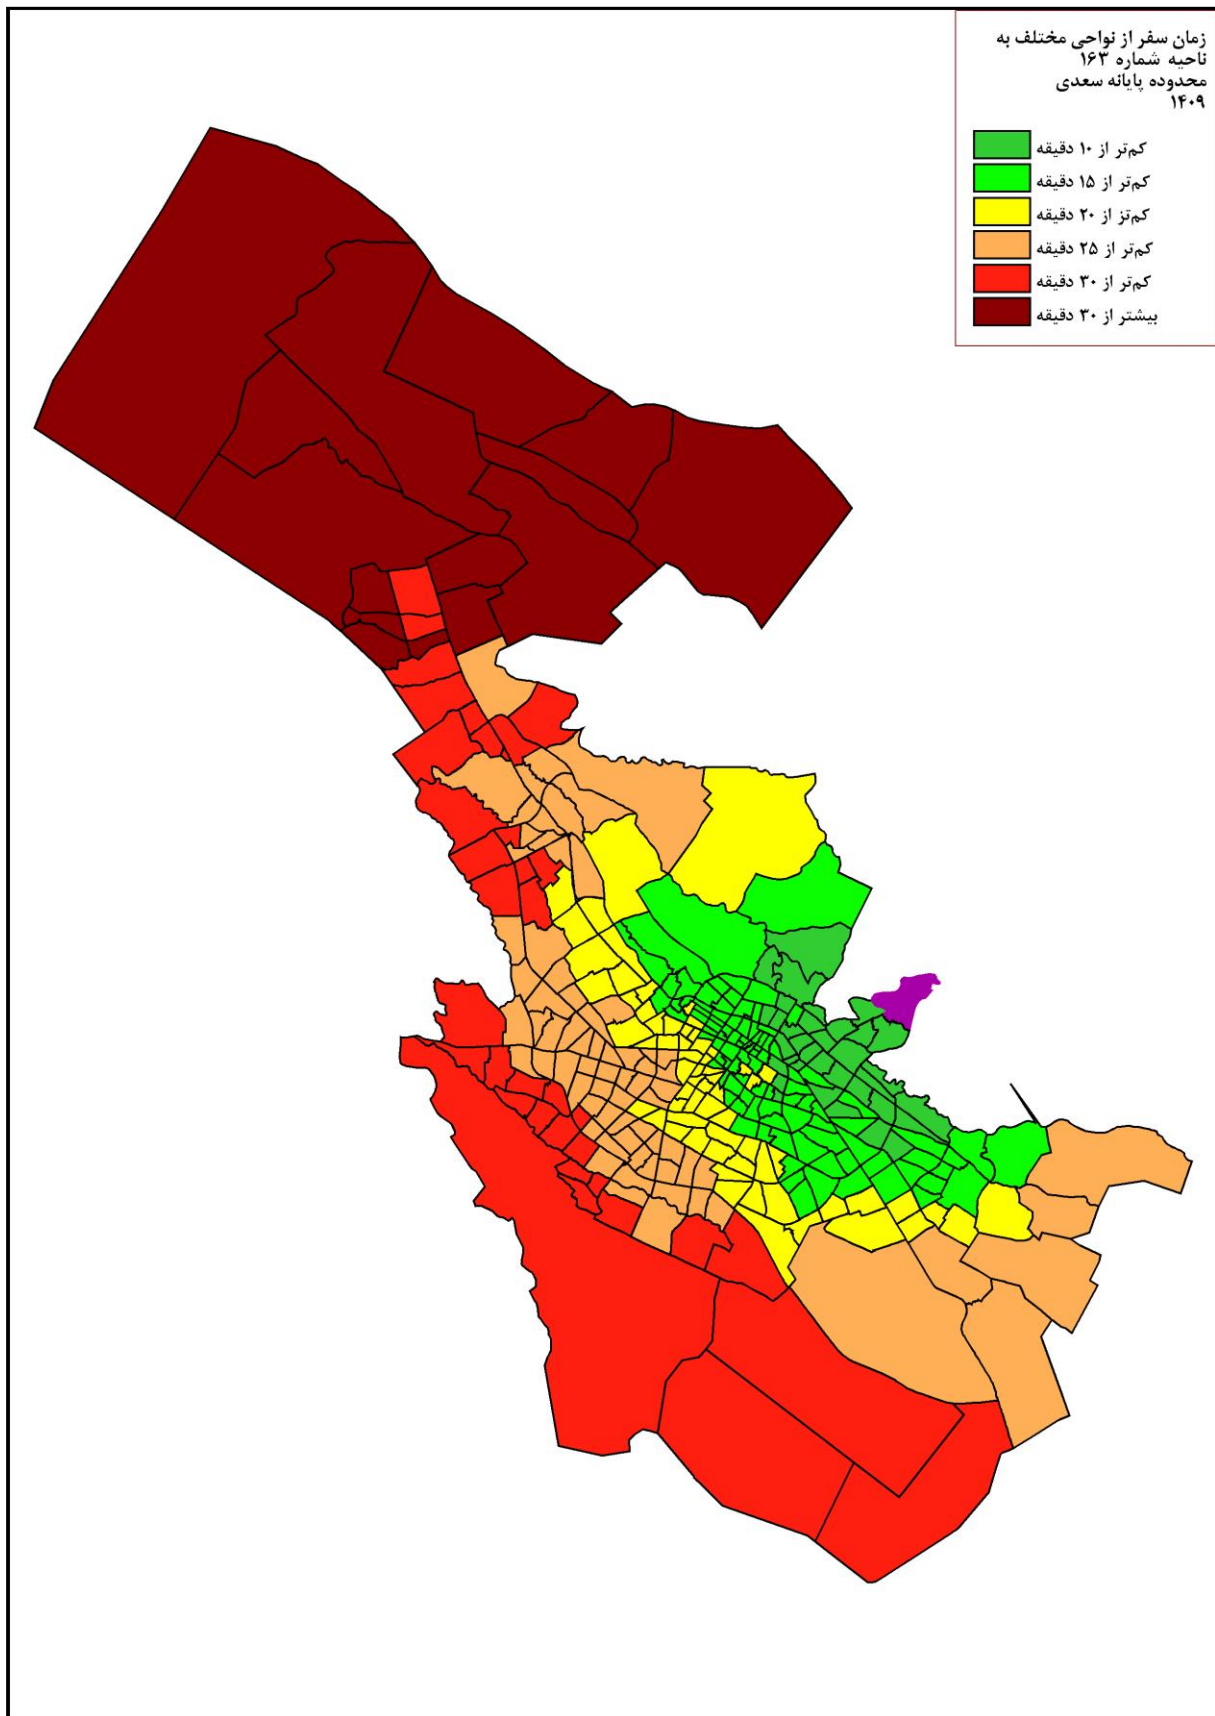 زمان سفر از نواحی مختلف به
ناحیه شماره ۱۶۳
محدوده پایانه سعدی
۱۴۰۹
کم‌تر از ۱۰ دقیقه
کم‌تر از ۱۵ دقیقه
کم‌تز از ۲۰ دقیقه
کم‌تر از ۲۵ دقیقه
کم‌تر از ۳۰ دقیقه
بیشتر از ۳۰ دقیقه